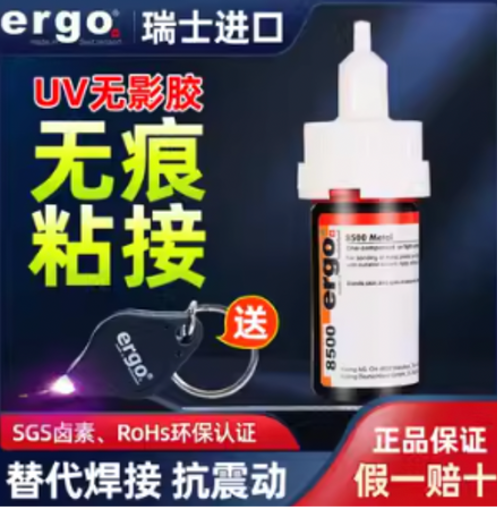 ergo®
瑞士进口
UV无影胶
无痕
粘接
ergo®
送
8500 Metal
ergo
8500
SGS卤素、RoHs环保认证
正品保证
替代焊接 抗震动
假一赔十